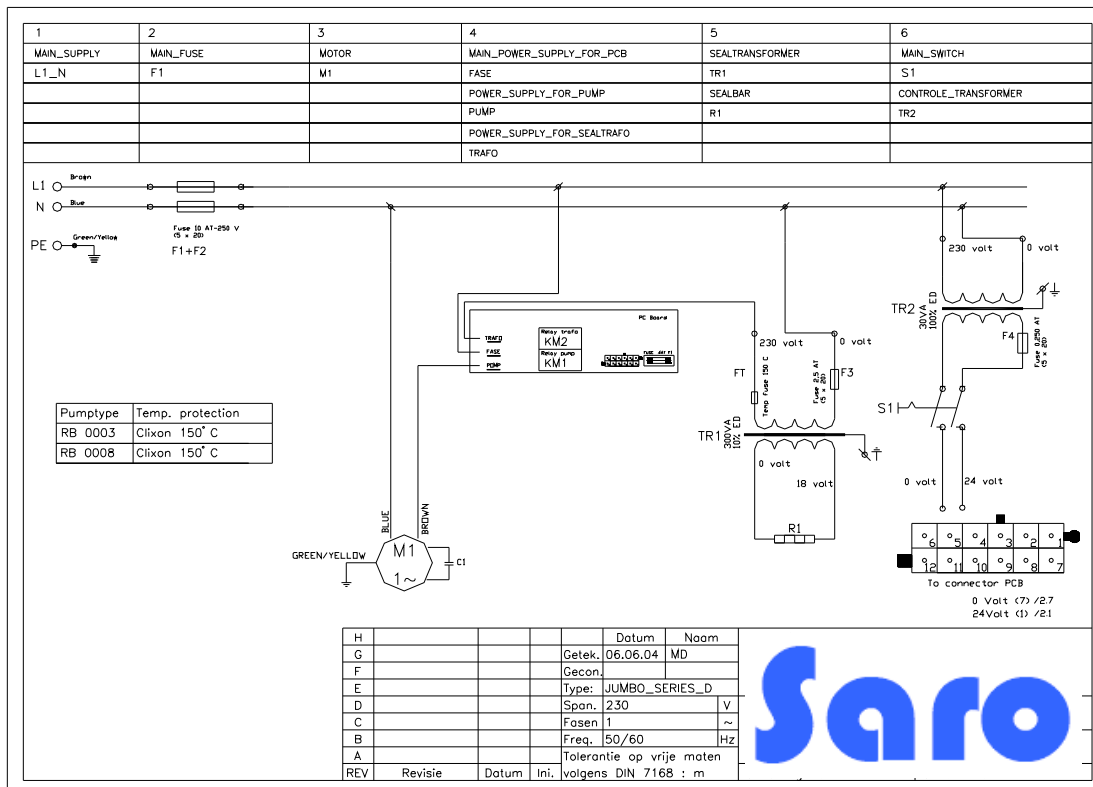 1 2 3 4 5 6
MAIN_SUPPLY MAIN_FUSE MOTOR MAIN_POWER_SUPPLY_FOR_PCB SEALTRANSFORMER MAIN_SWITCH
L1_N F1 M1 FASE TR1 S1
POWER_SUPPLY_FOR_PUMP SEALBAR CONTROLE_TRANSFORMER
PUMP R1 TR2
POWER_SUPPLY_FOR_SEALTRAFO
TRAFO
L1 Brown
N Blue
PE Green/Yellow
Fuse 10 AT-250 V
(5 x 20)
F1+F2
230 volt 0 volt
TR2
30VA
100% ED
F4
Fuse 0,250 AT
(5 x 20)
PC Board
TRAFO
FASE
POMP
Relay trafo
KM2
Relay pump
KM1
FUSE 4AT F1
230 volt 0 volt
FT
Temp fuse 150 C
Fuse 2,5 AT
(5 x 20)
F3
TR1
300VA
10% ED
0 volt
18 volt
R1
S1
0 volt 24 volt
6 5 4 3 2 1
12 11 10 9 8 7
To connector PCB
0 Volt (7) /2.7
24Volt (1) /2.1
Pumptype Temp. protection
RB 0003 Clixon 150° C
RB 0008 Clixon 150° C
BLUE
BROWN
GREEN/YELLOW
M1
1~
C1
H Datum Naam
G Getek. 06.06.04 MD
F Gecon.
E Type: JUMBO_SERIES_D
D Span. 230 V
C Fasen 1 ~
B Freq. 50/60 Hz
A Tolerantie op vrije maten
REV Revisie Datum Ini. volgens DIN 7168 : m
Saro